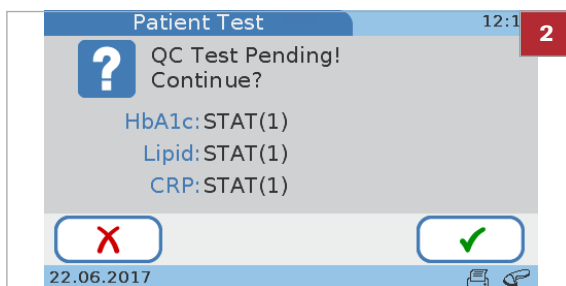 Patient Test 12:1
2
QC Test Pending!
Continue?
HbA1c: STAT(1)
Lipid: STAT(1)
CRP: STAT(1)
22.06.2017